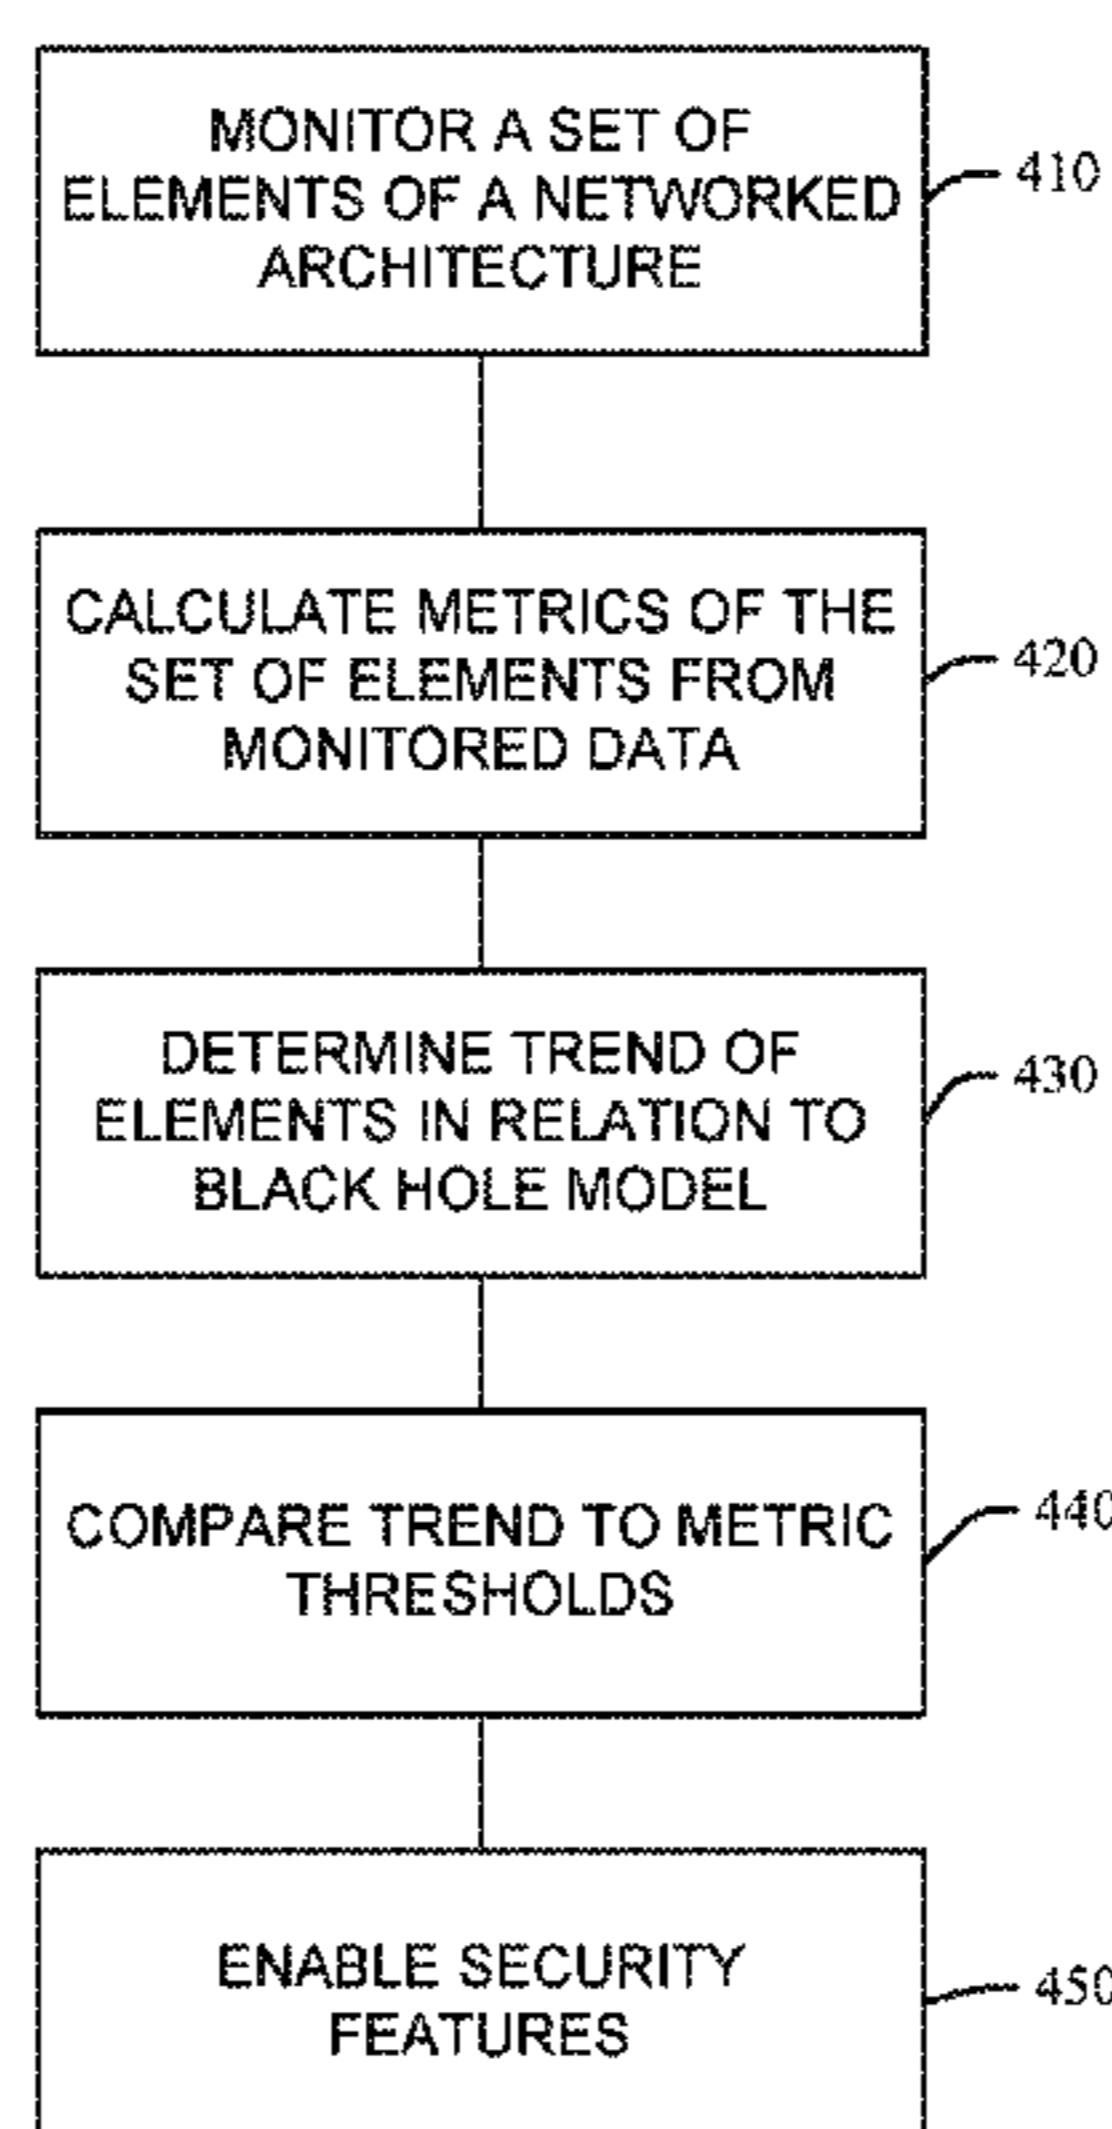 MONITOR A SET OF
ELEMENTS OF A NETWORKED
ARCHITECTURE
410
CALCULATE METRICS OF THE
SET OF ELEMENTS FROM
MONITORED DATA
420
DETERMINE TREND OF
ELEMENTS IN RELATION TO
BLACK HOLE MODEL
430
COMPARE TREND TO METRIC
THRESHOLDS
440
ENABLE SECURITY
FEATURES
450